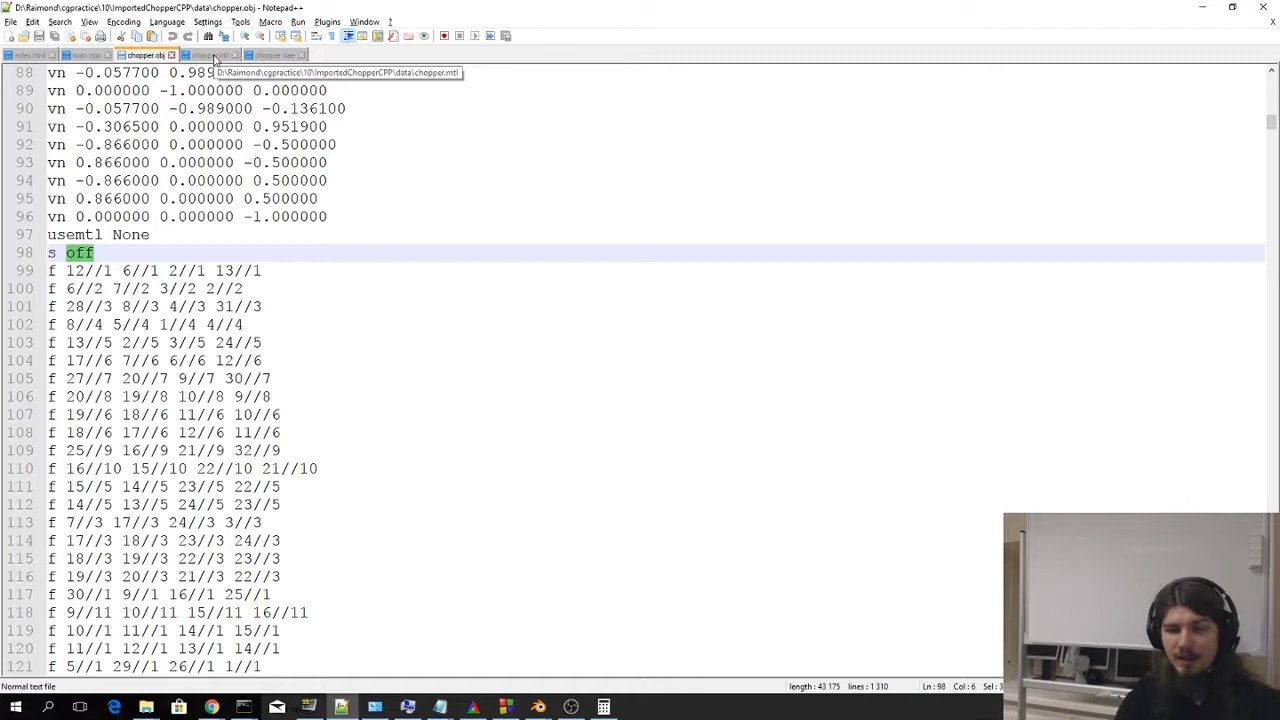 D:\Raimond\cgpractice\10\ImportedChopperCPP\data\chopper.obj - Notepad++
File Edit Search View Encoding Language Settings Tools Macro Run Plugins Window ?
index.html main.cpp chopper.obj chopper.mtl chopper.dae
D:\Raimond\cgpractice\10\ImportedChopperCPP\data\chopper.mtl
88 vn -0.057700 0.989
89 vn 0.000000 -1.000000 0.000000
90 vn -0.057700 -0.989000 -0.136100
91 vn -0.306500 0.000000 0.951900
92 vn -0.866000 0.000000 -0.500000
93 vn 0.866000 0.000000 -0.500000
94 vn -0.866000 0.000000 0.500000
95 vn 0.866000 0.000000 0.500000
96 vn 0.000000 0.000000 -1.000000
97 usemtl None
98 s off
99 f 12//1 6//1 2//1 13//1
100 f 6//2 7//2 3//2 2//2
101 f 28//3 8//3 4//3 31//3
102 f 8//4 5//4 1//4 4//4
103 f 13//5 2//5 3//5 24//5
104 f 17//6 7//6 6//6 12//6
105 f 27//7 20//7 9//7 30//7
106 f 20//8 19//8 10//8 9//8
107 f 19//6 18//6 11//6 10//6
108 f 18//6 17//6 12//6 11//6
109 f 25//9 16//9 21//9 32//9
110 f 16//10 15//10 22//10 21//10
111 f 15//5 14//5 23//5 22//5
112 f 14//5 13//5 24//5 23//5
113 f 7//3 17//3 24//3 3//3
114 f 17//3 18//3 23//3 24//3
115 f 18//3 19//3 22//3 23//3
116 f 19//3 20//3 21//3 22//3
117 f 30//1 9//1 16//1 25//1
118 f 9//11 10//11 15//11 16//11
119 f 10//1 11//1 14//1 15//1
120 f 11//1 12//1 13//1 14//1
121 f 5//1 29//1 26//1 1//1
Normal text file length : 43 175 lines : 1 310 Ln : 98 Col : 6 Sel : 3